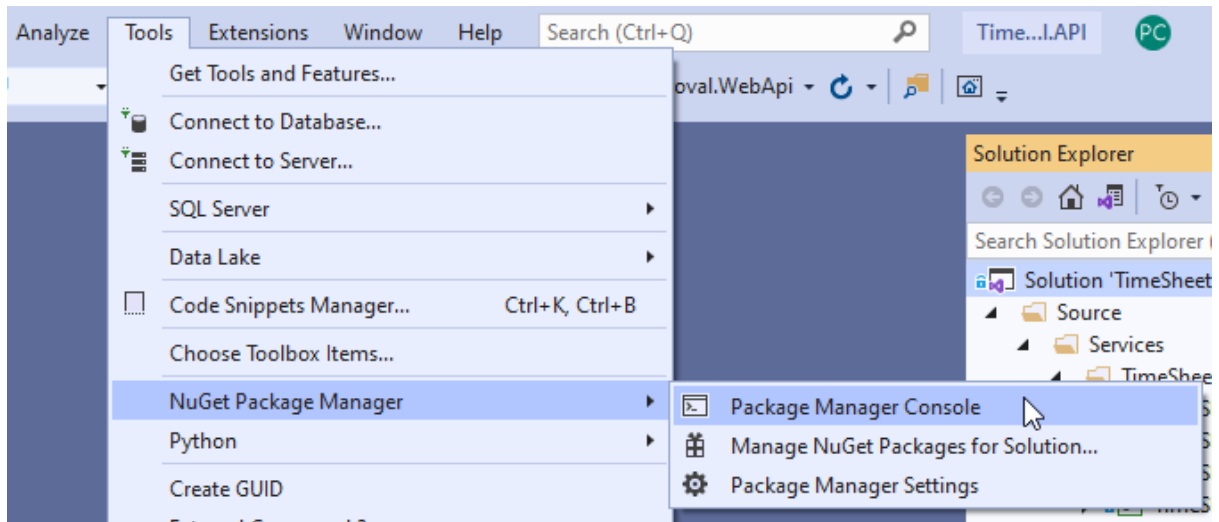 Analyze Tools Extensions Window Help Search (Ctrl+Q) Time...I.API PC
Get Tools and Features...
oval.WebApi
Connect to Database...
Connect to Server...
SQL Server
Data Lake
Code Snippets Manager... Ctrl+K, Ctrl+B
Choose Toolbox Items...
NuGet Package Manager
Python
Create GUID
Package Manager Console
Manage NuGet Packages for Solution...
Package Manager Settings
Solution Explorer
Search Solution Explorer (
Solution 'TimeSheet
Source
Services
TimeShee